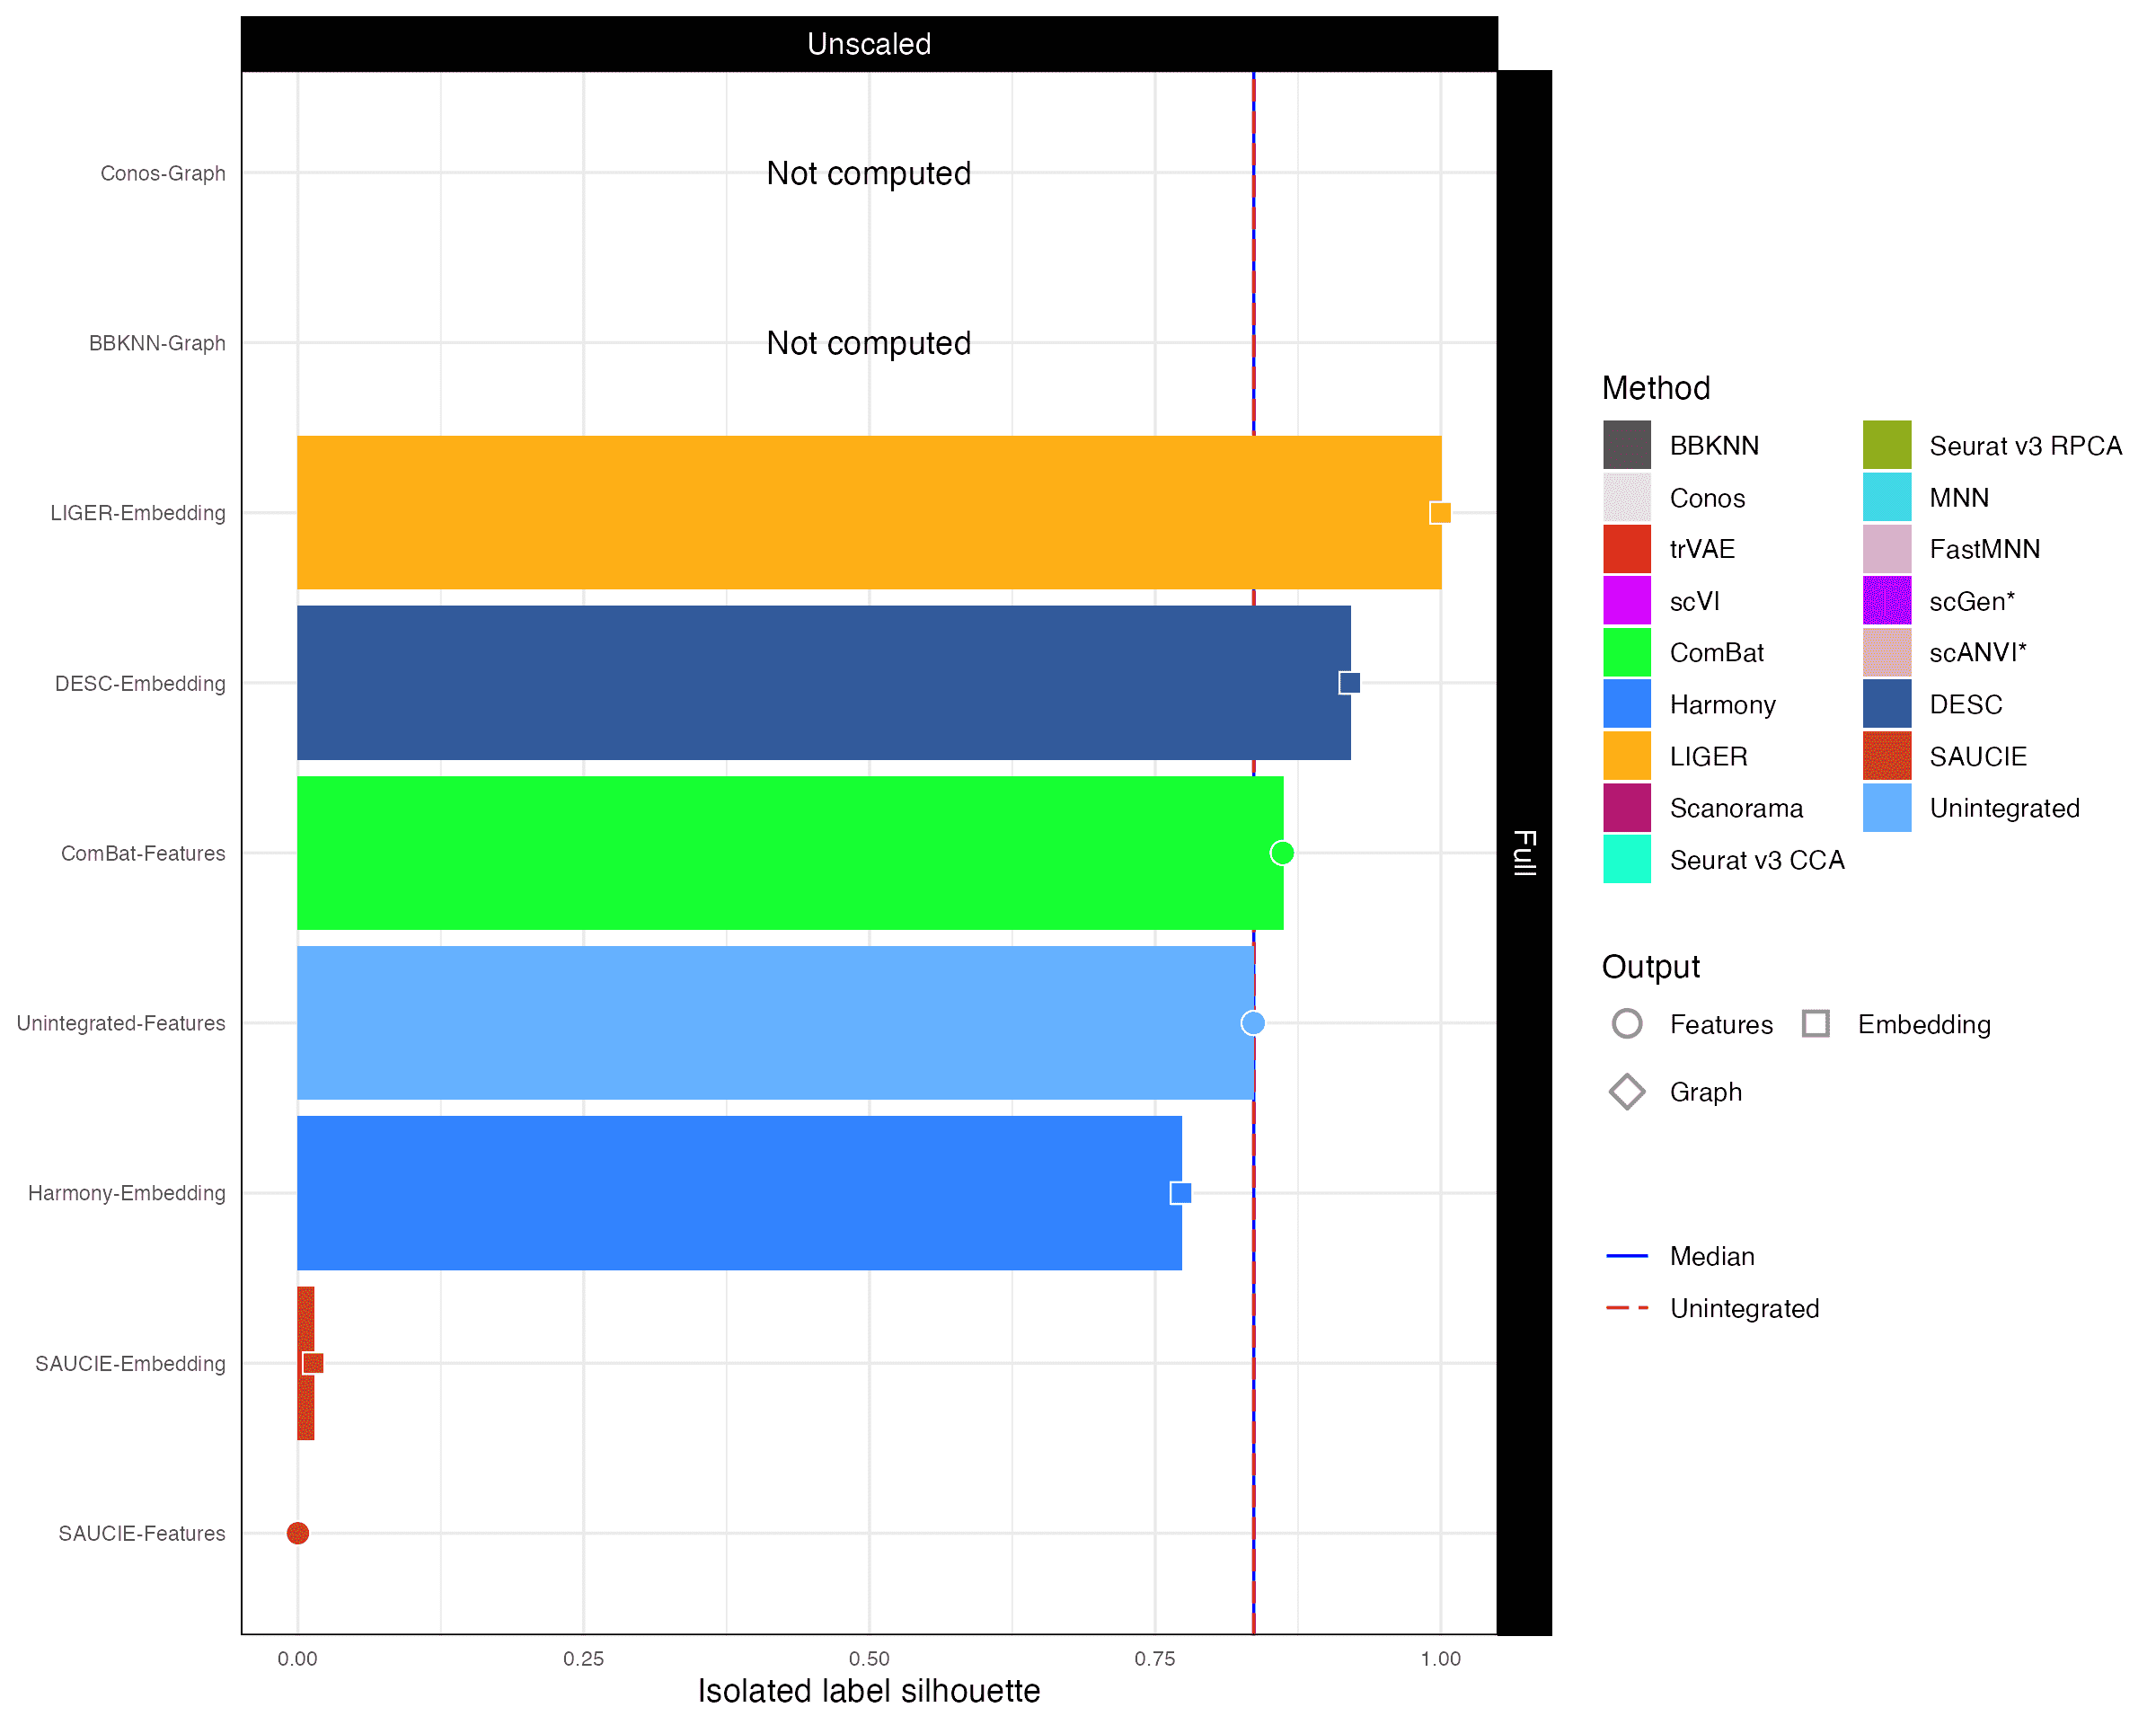 Unscaled
Conos-Graph
Not computed
BBKNN-Graph
Not computed
LIGER-Embedding
DESC-Embedding
ComBat-Features
Unintegrated-Features
Harmony-Embedding
SAUCIE-Embedding
SAUCIE-Features
0.00
0.25
0.50
0.75
1.00
Isolated label silhouette
Full
Method
BBKNN
Conos
trVAE
scVI
ComBat
Harmony
LIGER
Scanorama
Seurat v3 CCA
Seurat v3 RPCA
MNN
FastMNN
scGen*
scANVI*
DESC
SAUCIE
Unintegrated
Output
Features
Embedding
Graph
Median
Unintegrated